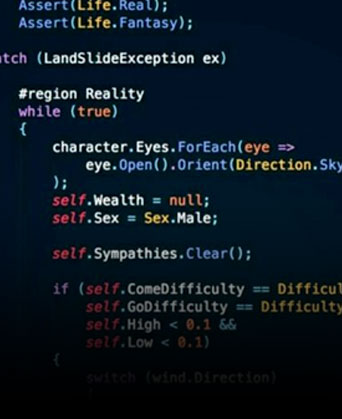 Assert(Life.Real);
Assert(Life.Fantasy);
tch (LandSlideException ex)
#region Reality
while (true)
{
character.Eyes.ForEach(eye =>
eye.Open().Orient(Direction.Sky
);
self.Wealth = null;
self.Sex = Sex.Male;
self.Sympathies.Clear();
if (self.ComeDifficulty == Difficul
self.GoDifficulty == Difficulty
self.High < 0.1 &&
self.Low < 0.1)
{
switch (wind.Direction)